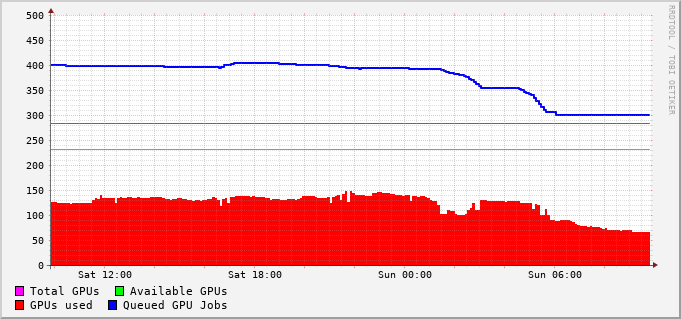 500
450
400
350
300
250
200
150
100
50
0
Sat 12:00 Sat 18:00 Sun 00:00 Sun 06:00
Total GPUs Available GPUs
GPUs used Queued GPU Jobs
RRDTOOL / TOBI OETIKER